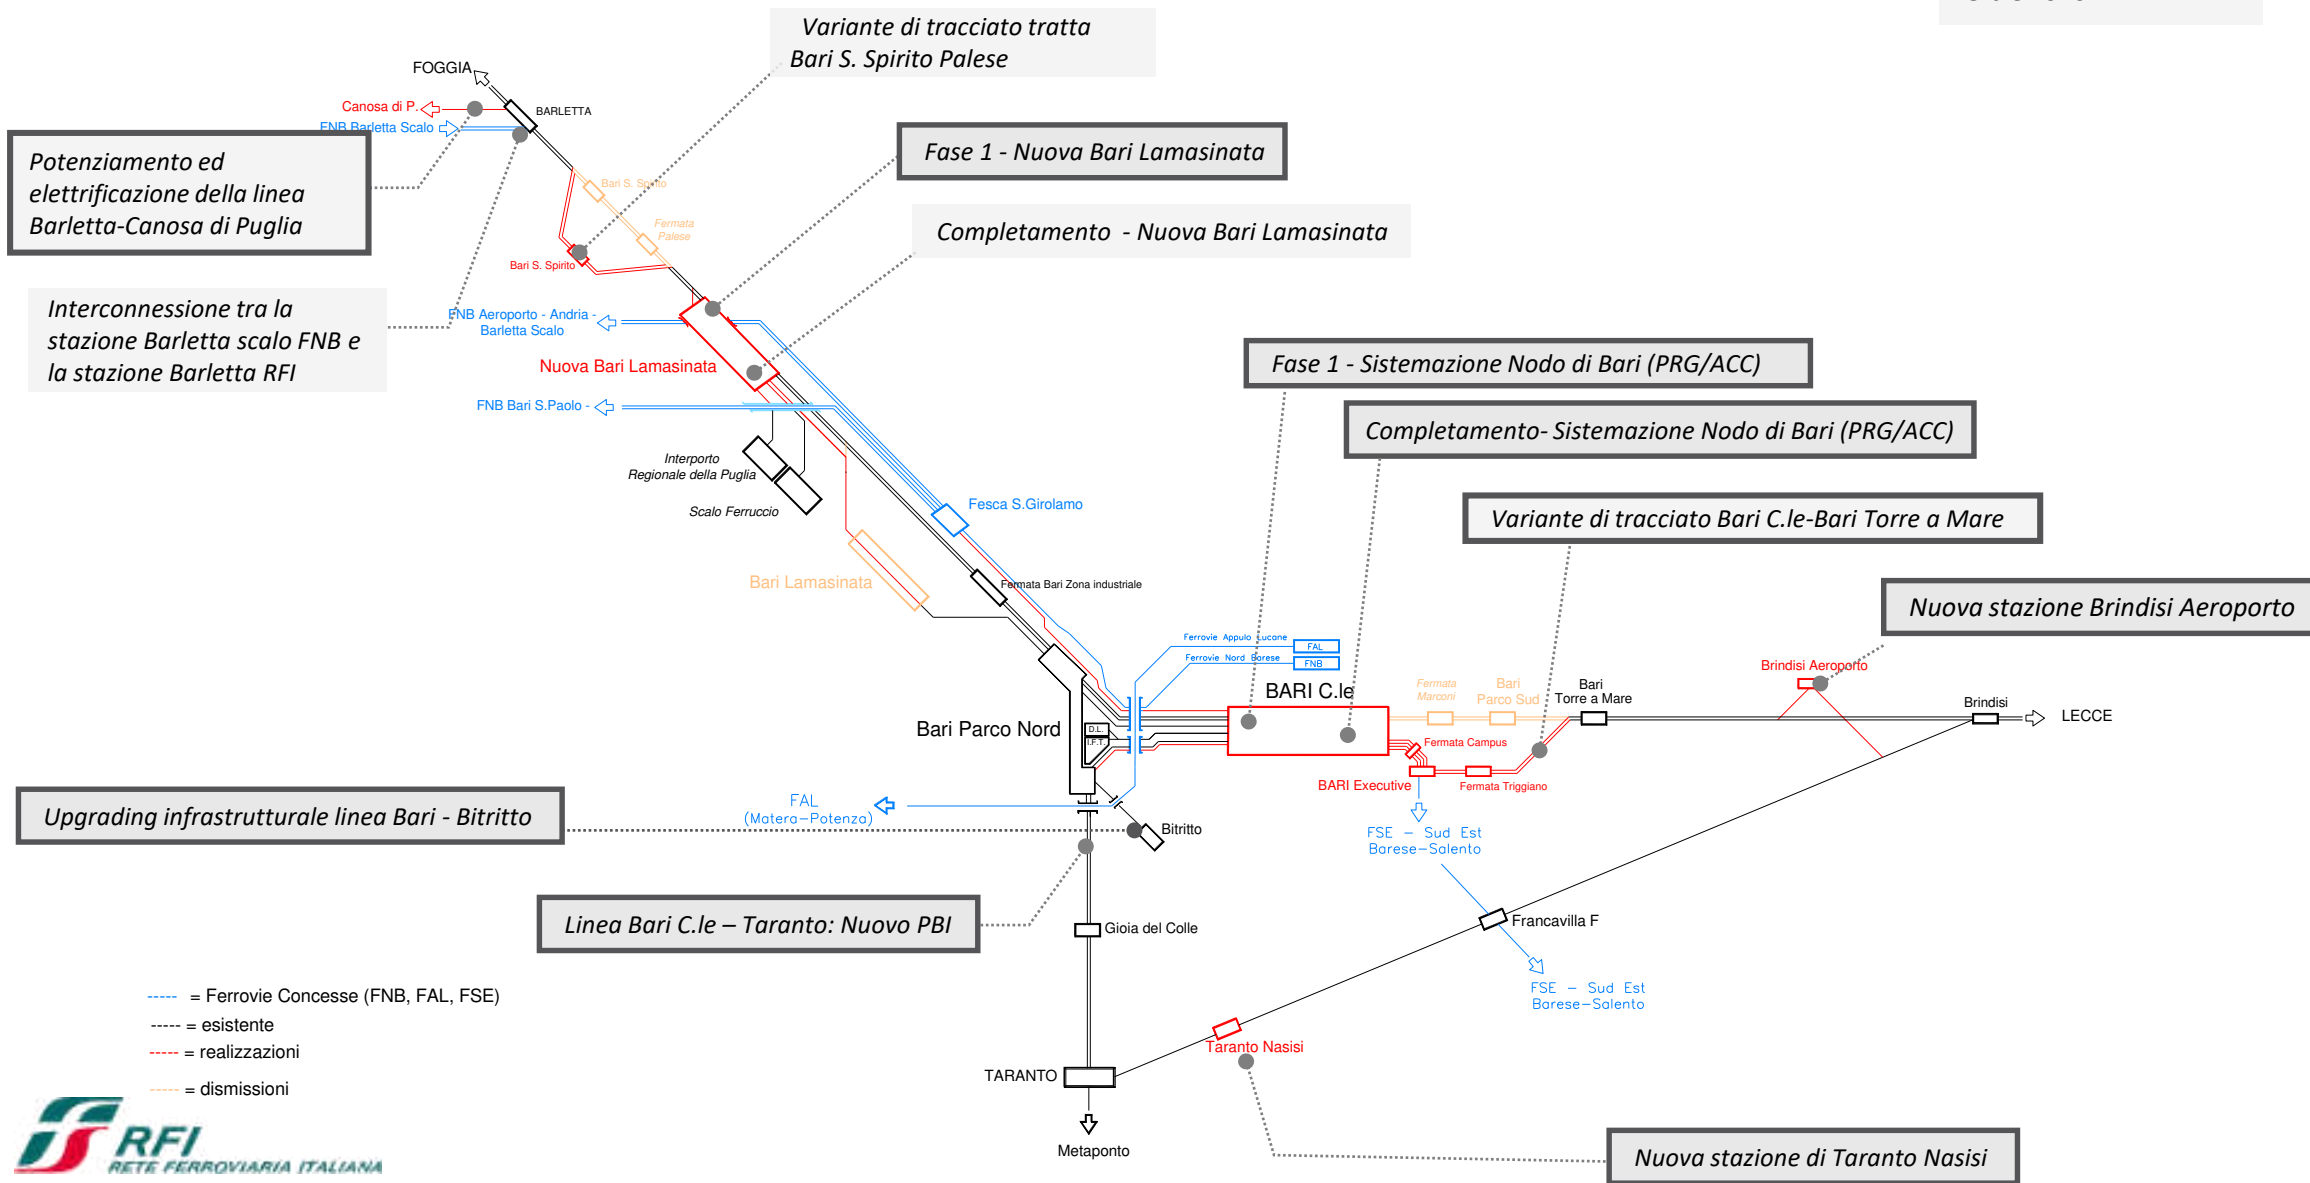 Variante di tracciato tratta
Bari S. Spirito Palese
FOGGIA
Canosa di P.
BARLETTA
FNB Barletta Scalo
Potenziamento ed
elettrificazione della linea
Barletta-Canosa di Puglia
Fase 1 - Nuova Bari Lamasinata
Bari S. Spirito
Fermata
Palese
Completamento - Nuova Bari Lamasinata
Bari S. Spirito
Interconnessione tra la
stazione Barletta scalo FNB e
la stazione Barletta RFI
FNB Aeroporto - Andria -
Barletta Scalo
Nuova Bari Lamasinata
Fase 1 - Sistemazione Nodo di Bari (PRG/ACC)
FNB Bari S.Paolo -
Completamento- Sistemazione Nodo di Bari (PRG/ACC)
Interporto
Regionale della Puglia
Scalo Ferruccio
Fesca S.Girolamo
Variante di tracciato Bari C.le-Bari Torre a Mare
Bari Lamasinata
Fermata Bari Zona industriale
Nuova stazione Brindisi Aeroporto
Ferrovie Appulo Lucane
FAL
Ferrovie Nord Barese
FNB
BARI C.le
Fermata
Marconi
Bari
Parco Sud
Bari
Torre a Mare
Brindisi Aeroporto
Brindisi
LECCE
Bari Parco Nord
D.L.
I.F.T.
Fermata Campus
BARI Executive
Fermata Triggiano
Upgrading infrastrutturale linea Bari - Bitritto
FAL
(Matera-Potenza)
Bitritto
FSE - Sud Est
Barese-Salento
Linea Bari C.le – Taranto: Nuovo PBI
Gioia del Colle
Francavilla F
FSE - Sud Est
Barese-Salento
----- = Ferrovie Concesse (FNB, FAL, FSE)
----- = esistente
----- = realizzazioni
----- = dismissioni
Taranto Nasisi
TARANTO
Metaponto
Nuova stazione di Taranto Nasisi
RFI
RETE FERROVIARIA ITALIANA